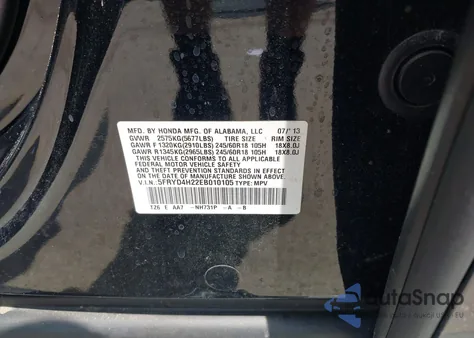 MFD. BY HONDA MFG. OF ALABAMA, LLC 07/13
GVWR 2575KG(5677LBS) TIRE SIZE RIM SIZE
GAWR F 1320KG(2910LBS) 245/60R18 105H 18X8.0J
GAWR R 1345KG(2965LBS) 245/60R18 105H 18X8.0J
THIS VEHICLE CONFORMS TO ALL APPLICABLE
FEDERAL MOTOR VEHICLE SAFETY AND
THEFT PREVENTION STANDARDS IN EFFECT ON THE
DATE OF MANUFACTURE SHOWN ABOVE.
V.I.N.: 5FRYD4H22EB010105 TYPE: MPV
126 E AA7 -NH731P -A -B
AutoSnap